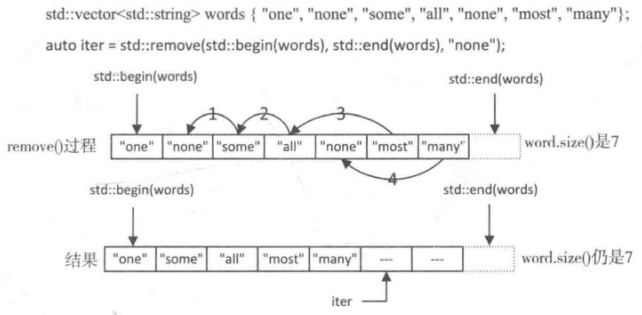 std::vector<std::string> words { "one", "none", "some", "all", "none", "most", "many"};
auto iter = std::remove(std::begin(words), std::end(words), "none");
std::begin(words) std::end(words)
1 2 3
remove()过程 "one" "none" "some" "all" "none" "most" "many" word.size()是7
4
std::begin(words) std::end(words)
结果 "one" "some" "all" "most" "many" --- --- word.size()仍是7
iter